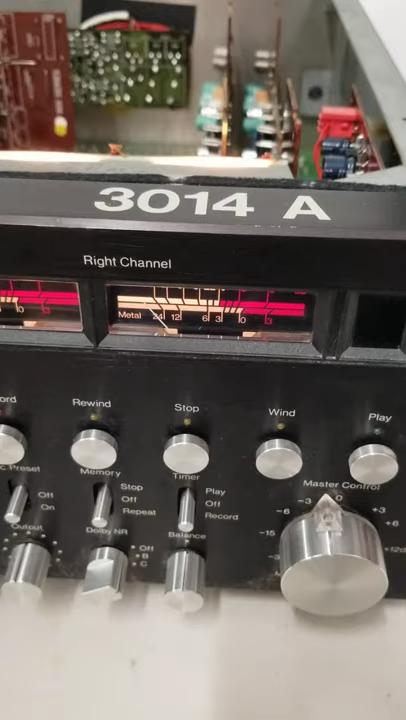 3014 A
Right Channel
Metal 24 12 6 3 0 3
Rewind Stop Wind Play
Memory Timer Master Control
Preset
Off On
Stop Off Repeat
Play Off Record
-15 -6 -3 0 +3 +6
Output Dolby NR Balance
Off B C